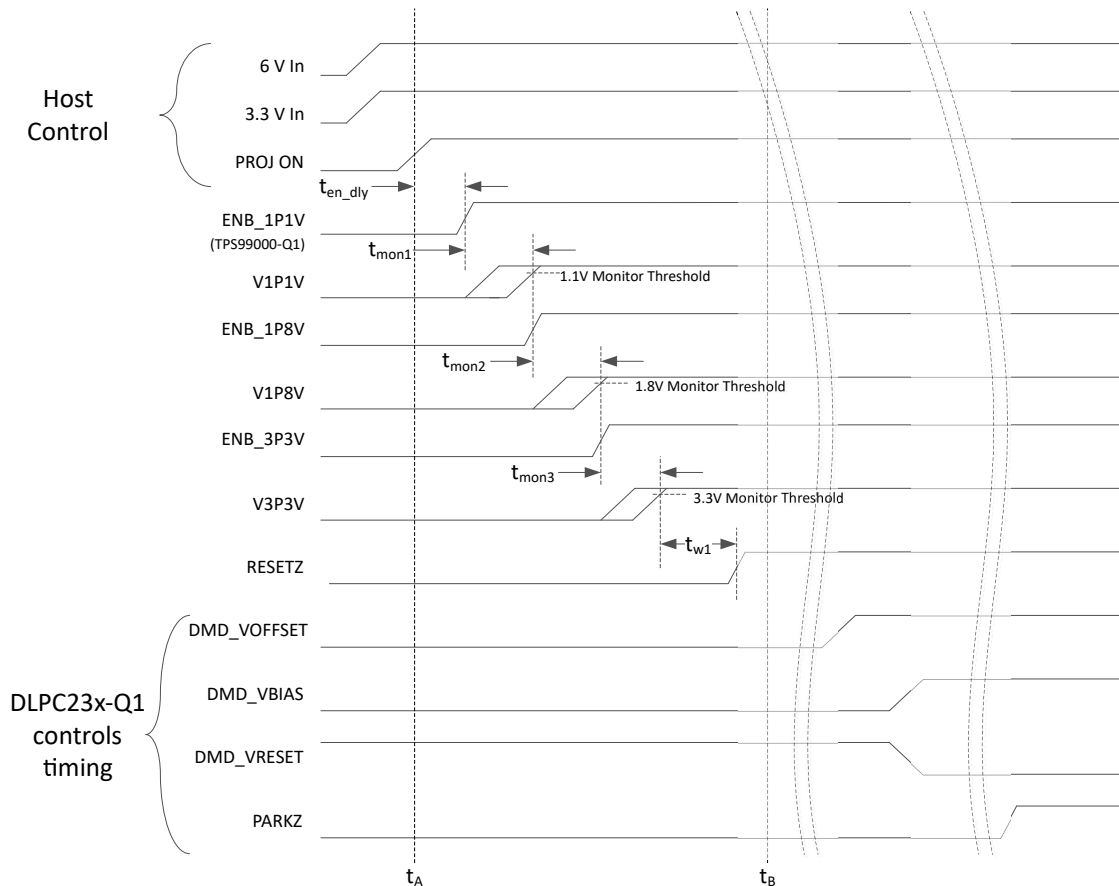 Host
Control
6 V In
3.3 V In
PROJ ON
t_en_dly
ENB_1P1V
(TPS99000-Q1)
t_mon1
V1P1V
1.1V Monitor Threshold
ENB_1P8V
t_mon2
V1P8V
1.8V Monitor Threshold
ENB_3P3V
t_mon3
V3P3V
3.3V Monitor Threshold
t_w1
RESETZ
DLPC23x-Q1
controls
timing
DMD_VOFFSET
DMD_VBIAS
DMD_VRESET
PARKZ
t_A
t_B